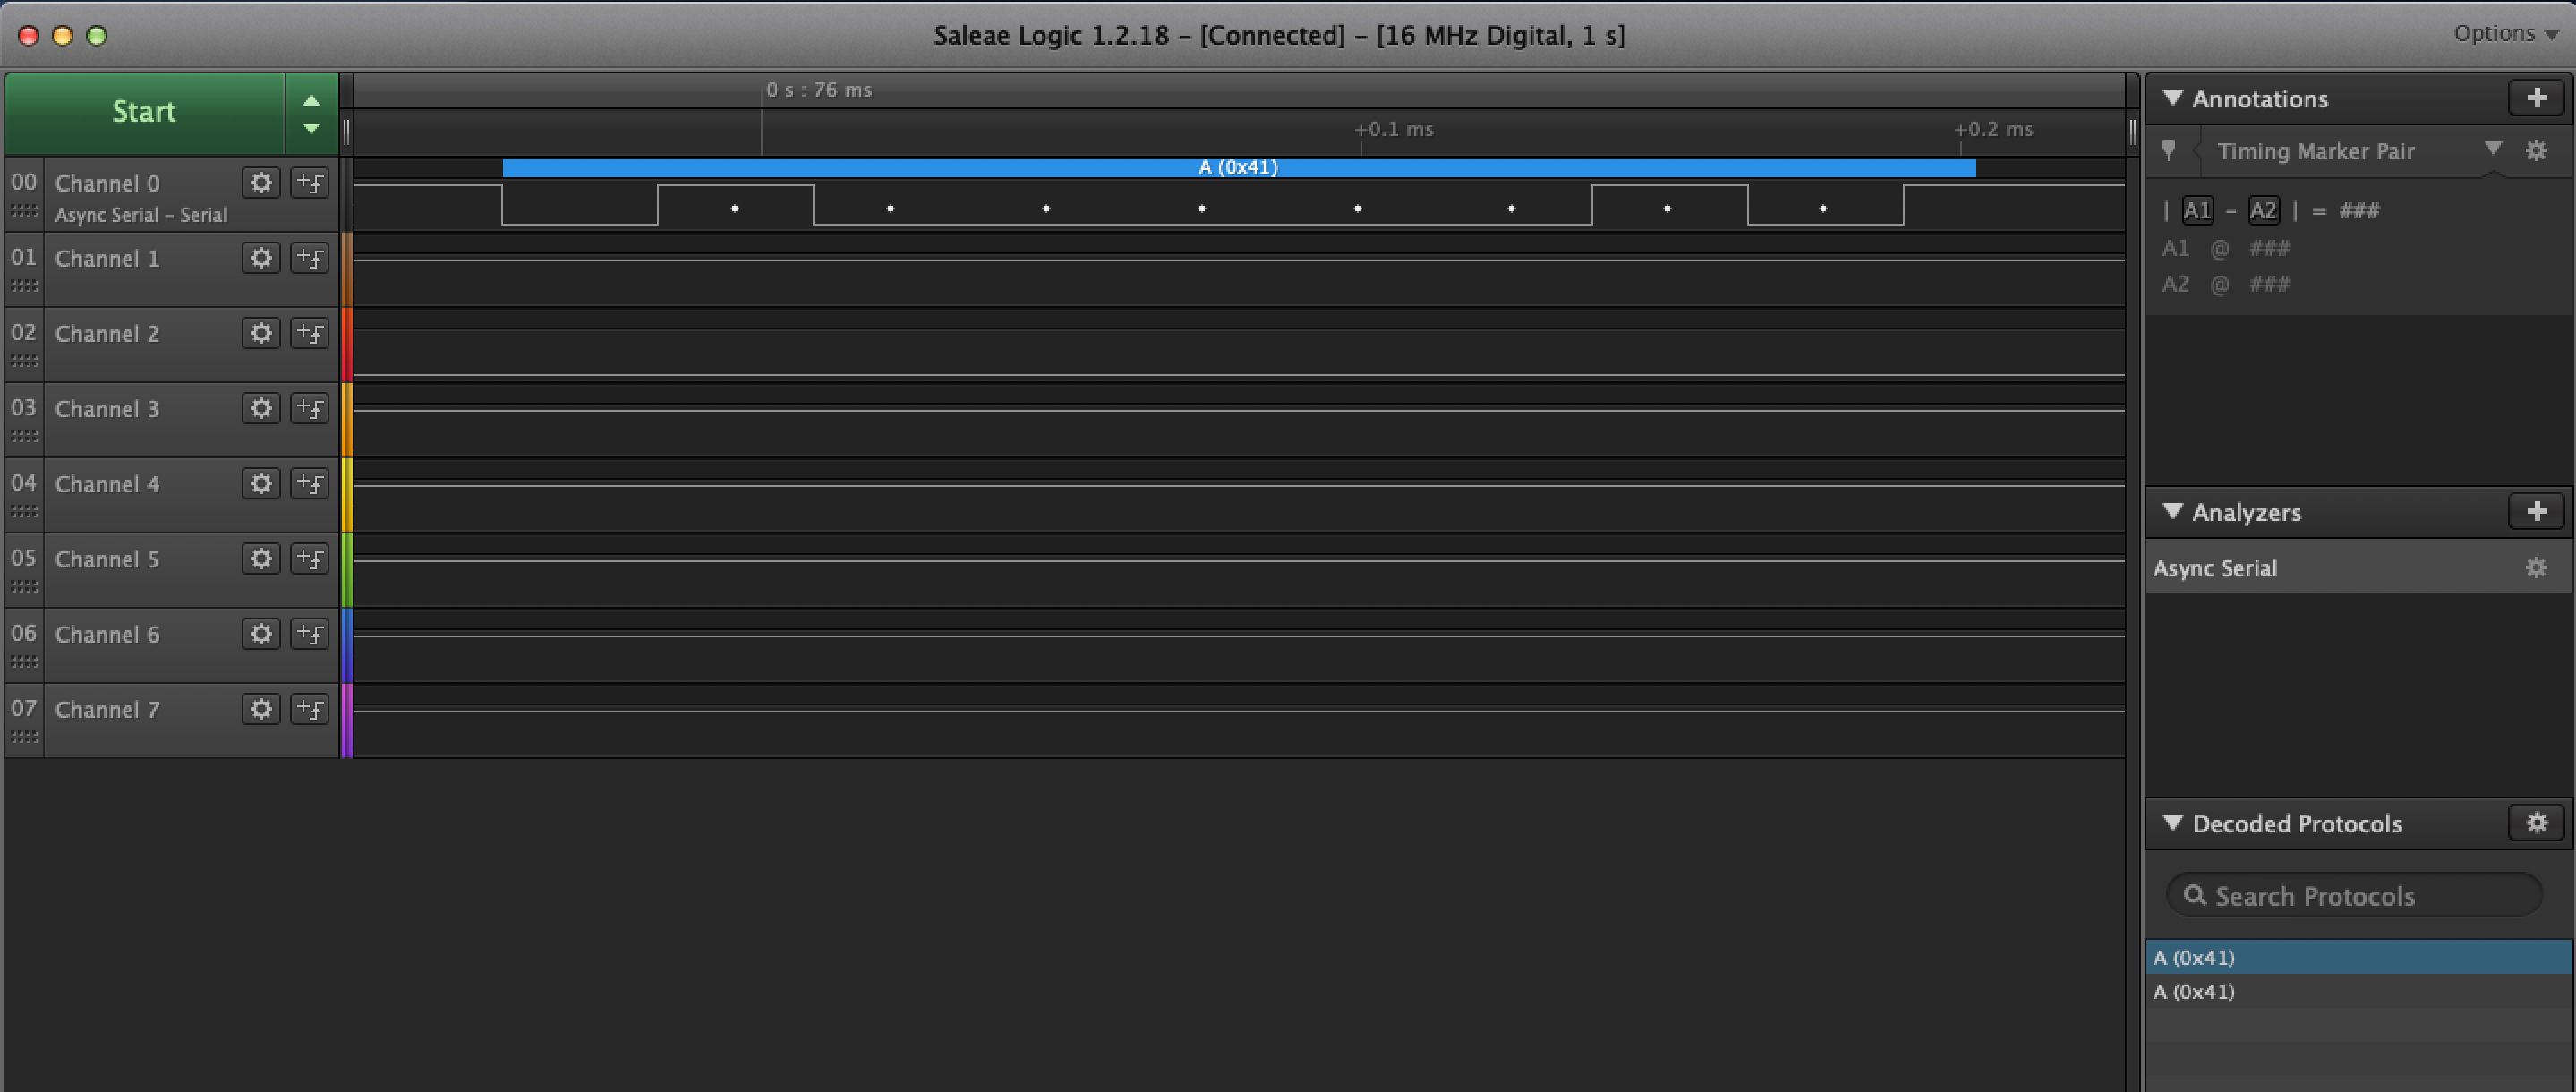 Saleae Logic 1.2.18 – [Connected] – [16 MHz Digital, 1 s]
Options
Start
0 s : 76 ms
+0.1 ms
+0.2 ms
A (0x41)
00 Channel 0
Async Serial – Serial
01 Channel 1
02 Channel 2
03 Channel 3
04 Channel 4
05 Channel 5
06 Channel 6
07 Channel 7
Annotations
Timing Marker Pair
| A1 – A2 | = ###
A1 @ ###
A2 @ ###
Analyzers
Async Serial
Decoded Protocols
Search Protocols
A (0x41)
A (0x41)